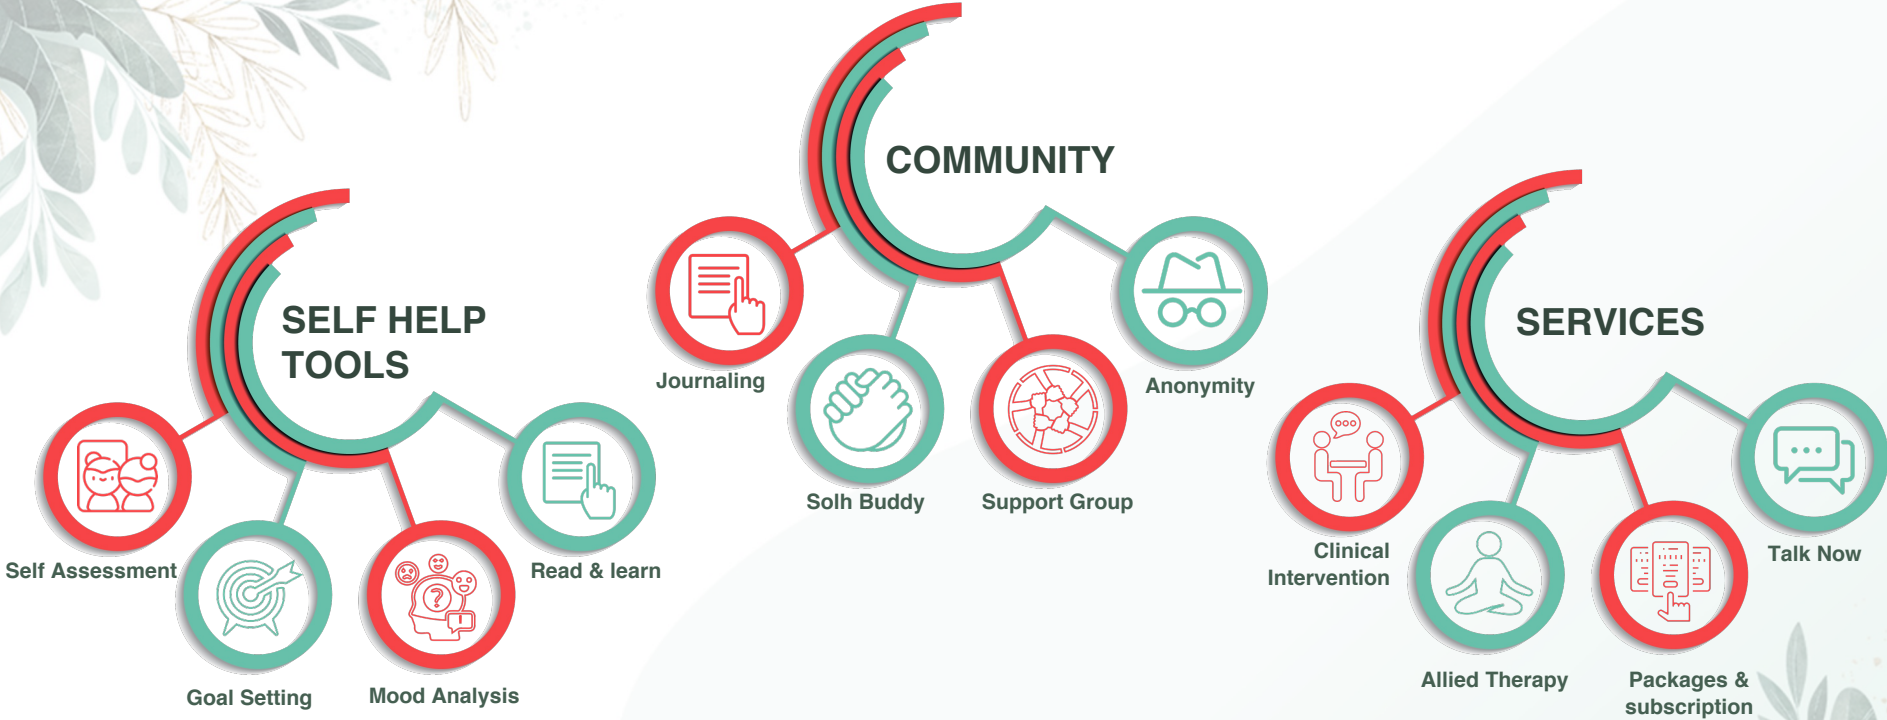 SELF HELP
TOOLS
Self Assessment
Goal Setting
Mood Analysis
Read & learn
COMMUNITY
Journaling
Solh Buddy
Support Group
Anonymity
SERVICES
Clinical
Intervention
Allied Therapy
Packages &
subscription
Talk Now